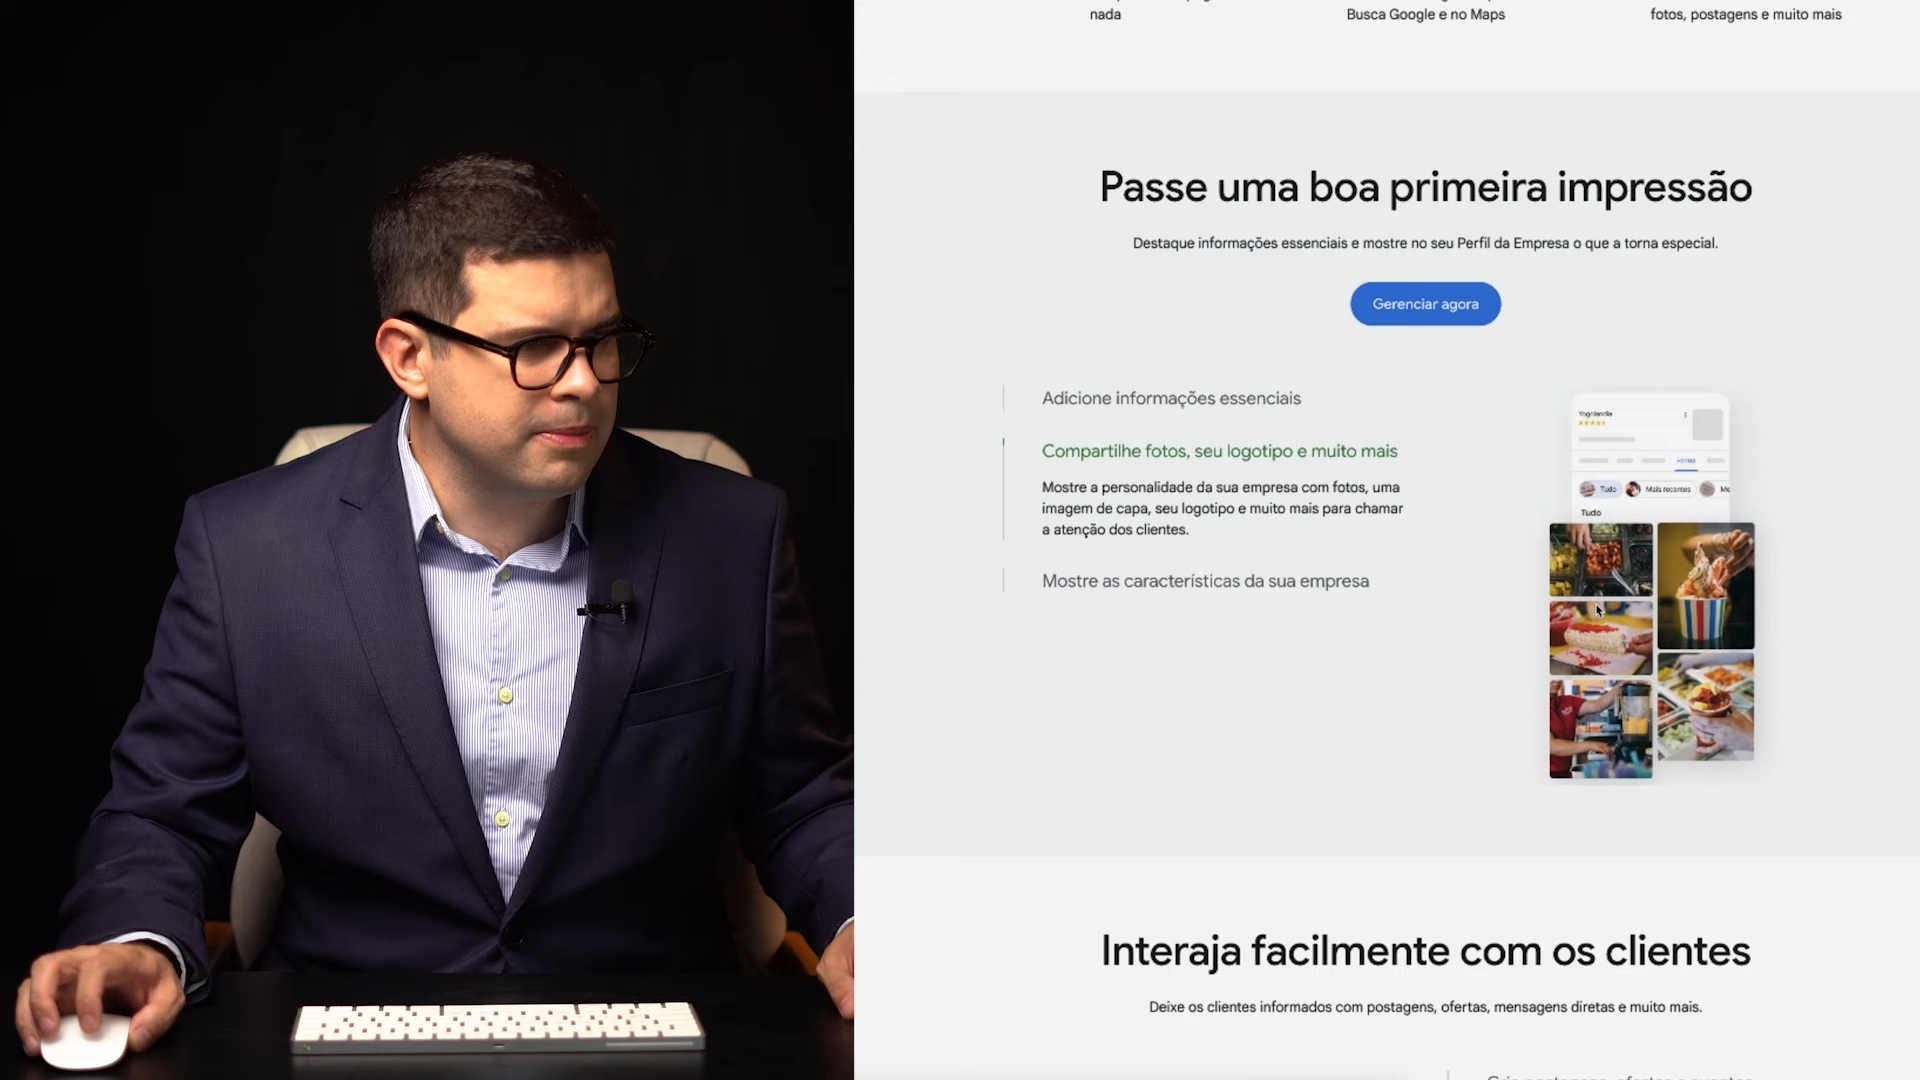 nada
Busca Google e no Maps
fotos, postagens e muito mais
Passe uma boa primeira impressão
Destaque informações essenciais e mostre no seu Perfil da Empresa o que a torna especial.
Gerenciar agora
Adicione informações essenciais
Compartilhe fotos, seu logotipo e muito mais
Mostre a personalidade da sua empresa com fotos, uma
imagem de capa, seu logotipo e muito mais para chamar
a atenção dos clientes.
Mostre as características da sua empresa
Yogolandia
Tudo
Mais recentes
Me
Tudo
Interaja facilmente com os clientes
Deixe os clientes informados com postagens, ofertas, mensagens diretas e muito mais.